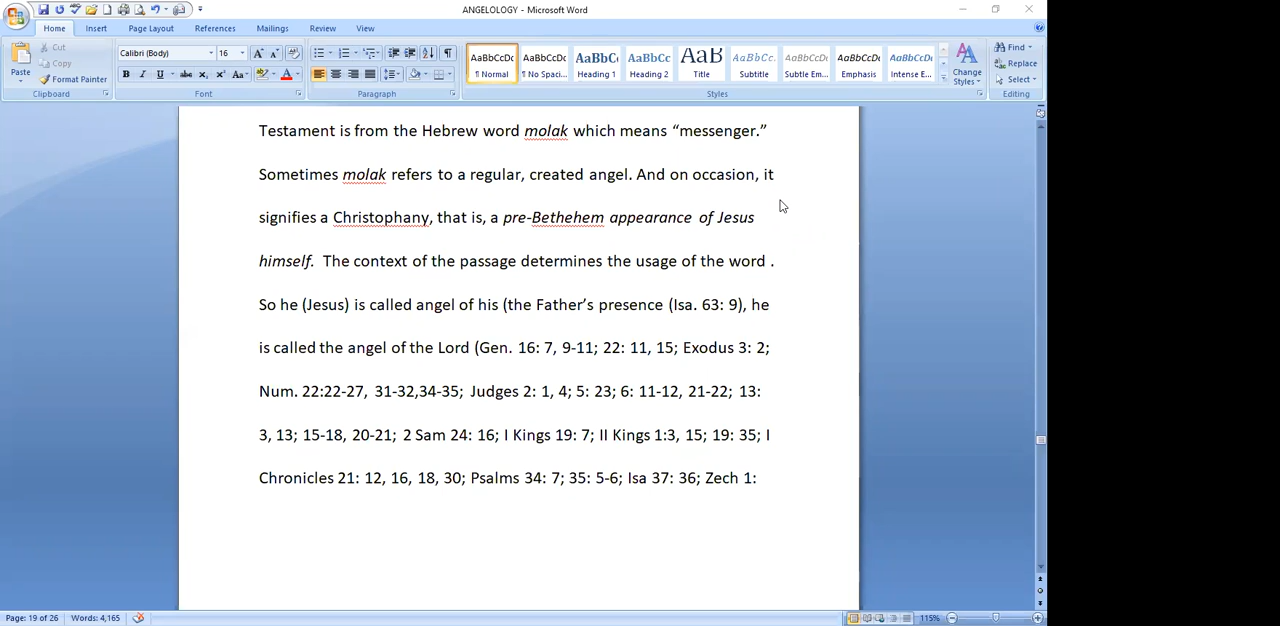 ANGELOLOGY - Microsoft Word
Home Insert Page Layout References Mailings Review View
Cut
Copy
Format Painter
Paste
Clipboard
Calibri (Body) 16
Font
Paragraph
AaBbCcDc AaBbCcDc AaBbC AaBbCc AaB AaBbCc. AaBbCcDt AaBbCcDt AaBbCcDt
¶ Normal ¶ No Spaci... Heading 1 Heading 2 Title Subtitle Subtle Em... Emphasis Intense E...
Change Styles
Styles
Find
Replace
Select
Editing
Testament is from the Hebrew word molak which means “messenger.”
Sometimes molak refers to a regular, created angel. And on occasion, it
signifies a Christophany, that is, a pre-Bethehem appearance of Jesus
himself. The context of the passage determines the usage of the word .
So he (Jesus) is called angel of his (the Father’s presence (Isa. 63: 9), he
is called the angel of the Lord (Gen. 16: 7, 9-11; 22: 11, 15; Exodus 3: 2;
Num. 22:22-27, 31-32,34-35; Judges 2: 1, 4; 5: 23; 6: 11-12, 21-22; 13:
3, 13; 15-18, 20-21; 2 Sam 24: 16; I Kings 19: 7; II Kings 1:3, 15; 19: 35; I
Chronicles 21: 12, 16, 18, 30; Psalms 34: 7; 35: 5-6; Isa 37: 36; Zech 1:
Page: 19 of 26 Words: 4,165 115%